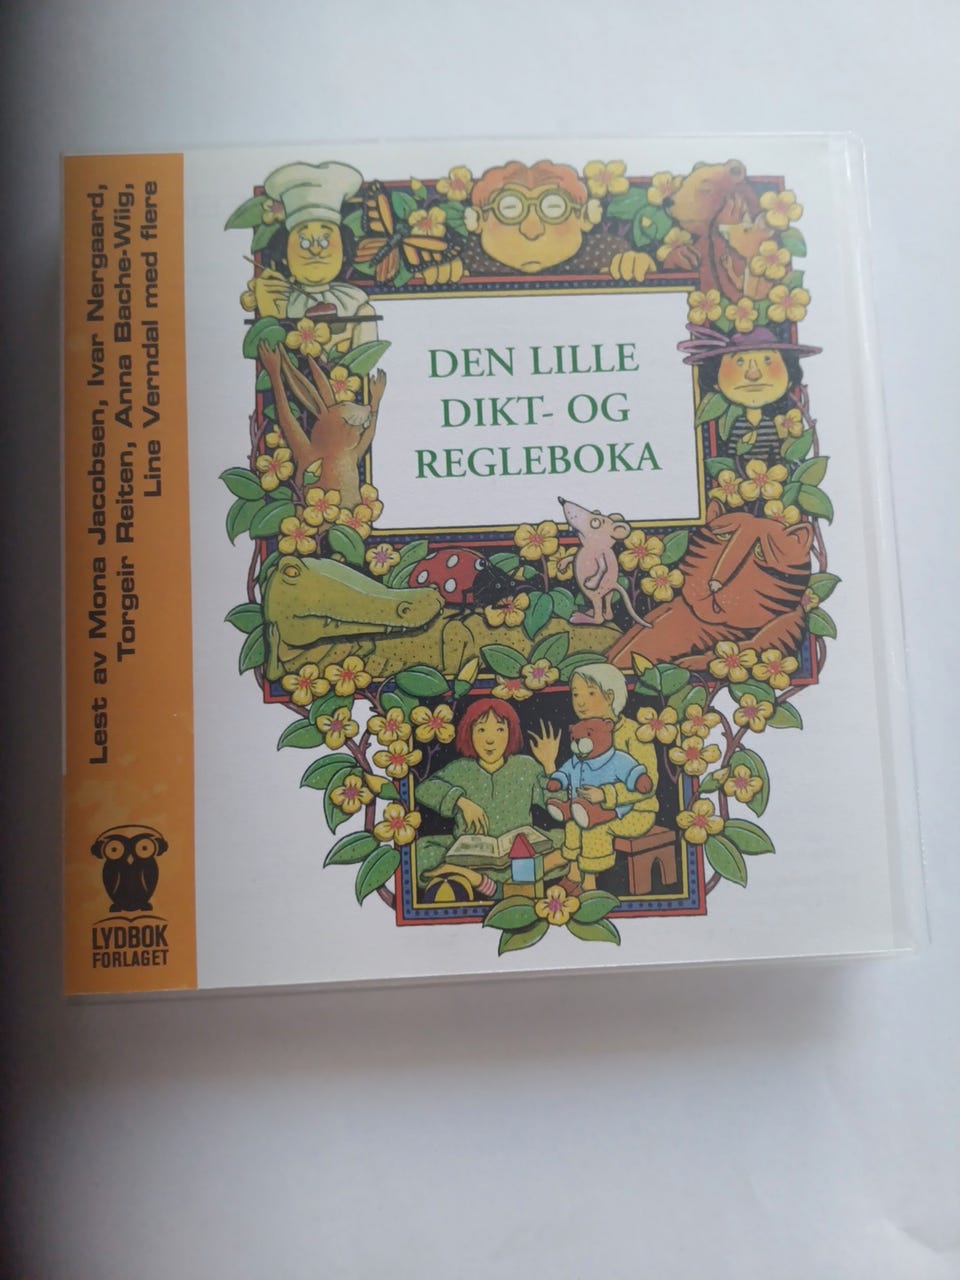 Lest av Mona Jacobsen, Ivar Nergaard,
Torgeir Reiten, Anna Bache-Wiig,
Line Verndal med flere
DEN LILLE
DIKT- OG
REGLEBOKA
LYDBOK
FORLAGET